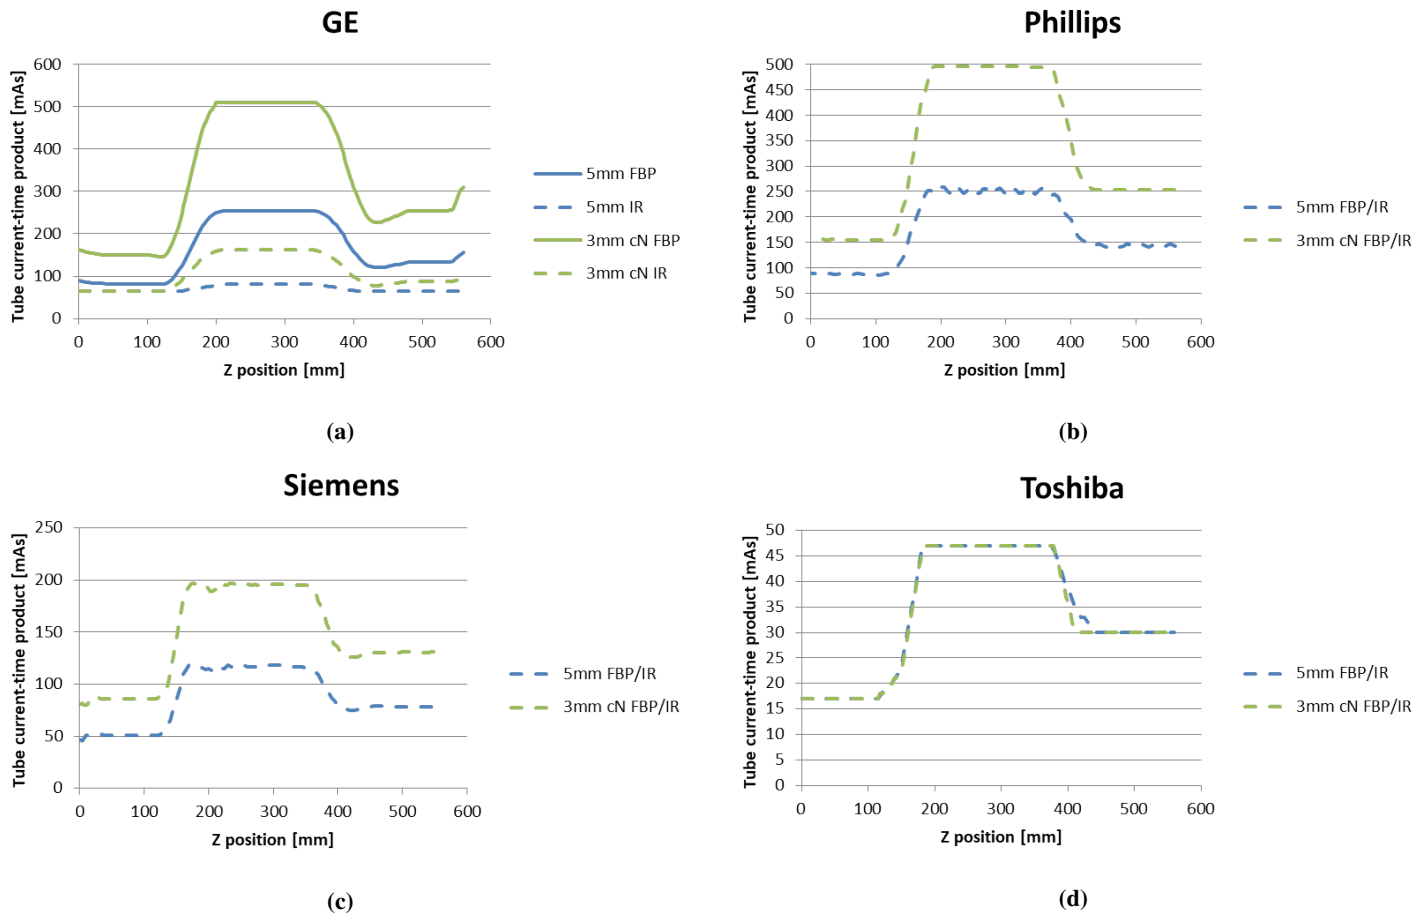 GE
Tube current-time product [mAs]
600
500
400
300
200
100
0
0 100 200 300 400 500 600
Z position [mm]
5mm FBP
5mm IR
3mm cN FBP
3mm cN IR
(a)
Phillips
Tube current-time product [mAs]
500
450
400
350
300
250
200
150
100
50
0
0 100 200 300 400 500 600
Z position [mm]
5mm FBP/IR
3mm cN FBP/IR
(b)
Siemens
Tube current-time product [mAs]
250
200
150
100
50
0
0 100 200 300 400 500 600
Z position [mm]
5mm FBP/IR
3mm cN FBP/IR
(c)
Toshiba
Tube current-time product [mAs]
50
45
40
35
30
25
20
15
10
5
0
0 100 200 300 400 500 600
Z position [mm]
5mm FBP/IR
3mm cN FBP/IR
(d)